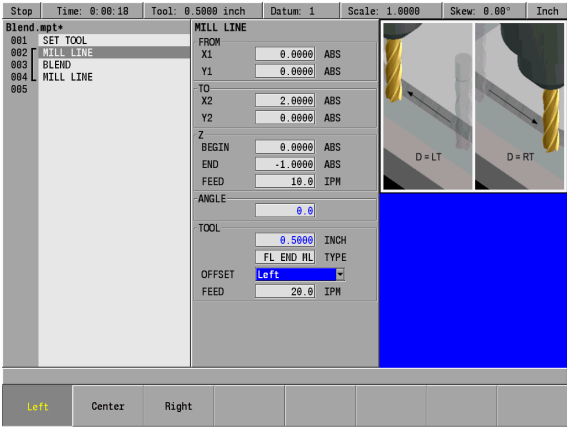 Stop Time: 0:00:18 Tool: 0.5000 inch Datum: 1 Scale: 1.0000 Skew: 0.00° Inch
Blend.mpt*
001 SET TOOL
002 MILL LINE
003 BLEND
004 MILL LINE
005
MILL LINE
FROM
X1 0.0000 ABS
Y1 0.0000 ABS
TO
X2 2.0000 ABS
Y2 0.0000 ABS
Z
BEGIN 0.0000 ABS
END -1.0000 ABS
FEED 10.0 IPM
ANGLE
0.0
TOOL
0.5000 INCH
FL END ML TYPE
OFFSET Left
FEED 20.0 IPM
D = LT D = RT
Left Center Right